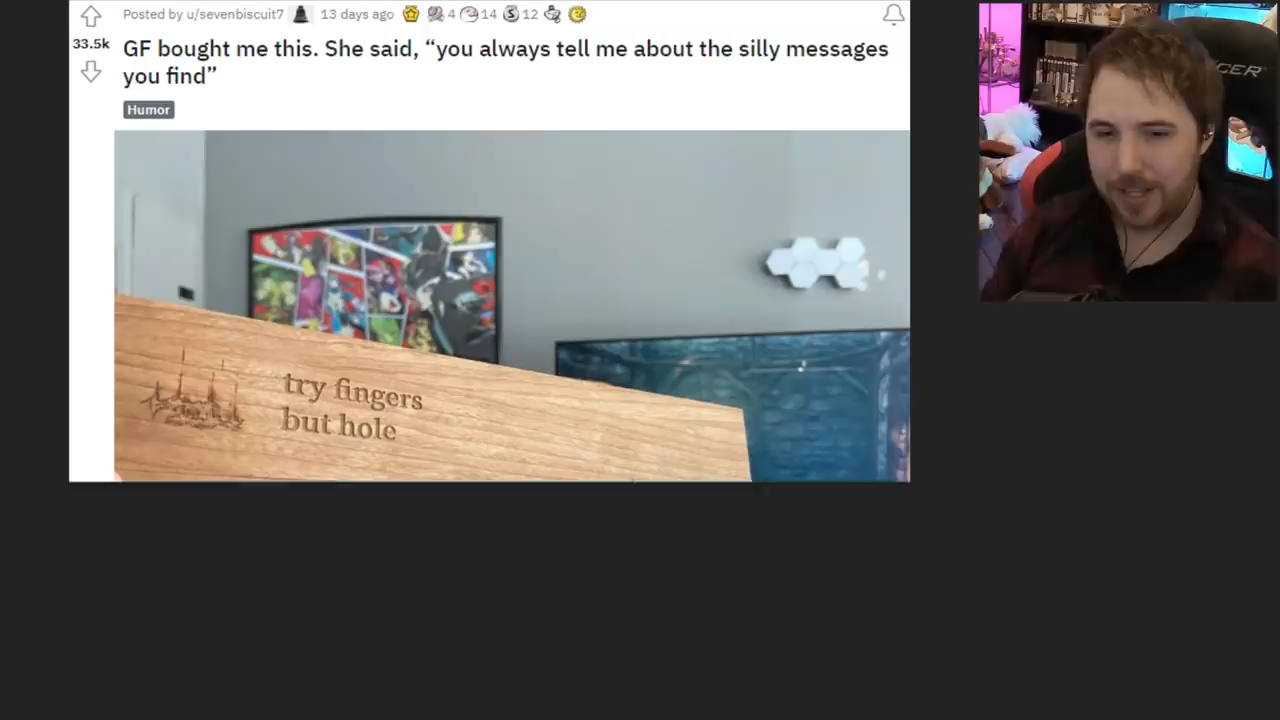 Posted by u/sevenbiscuit7 13 days ago 4 14 S 12
33.5k
GF bought me this. She said, “you always tell me about the silly messages
you find”
Humor
try fingers
but hole
CER